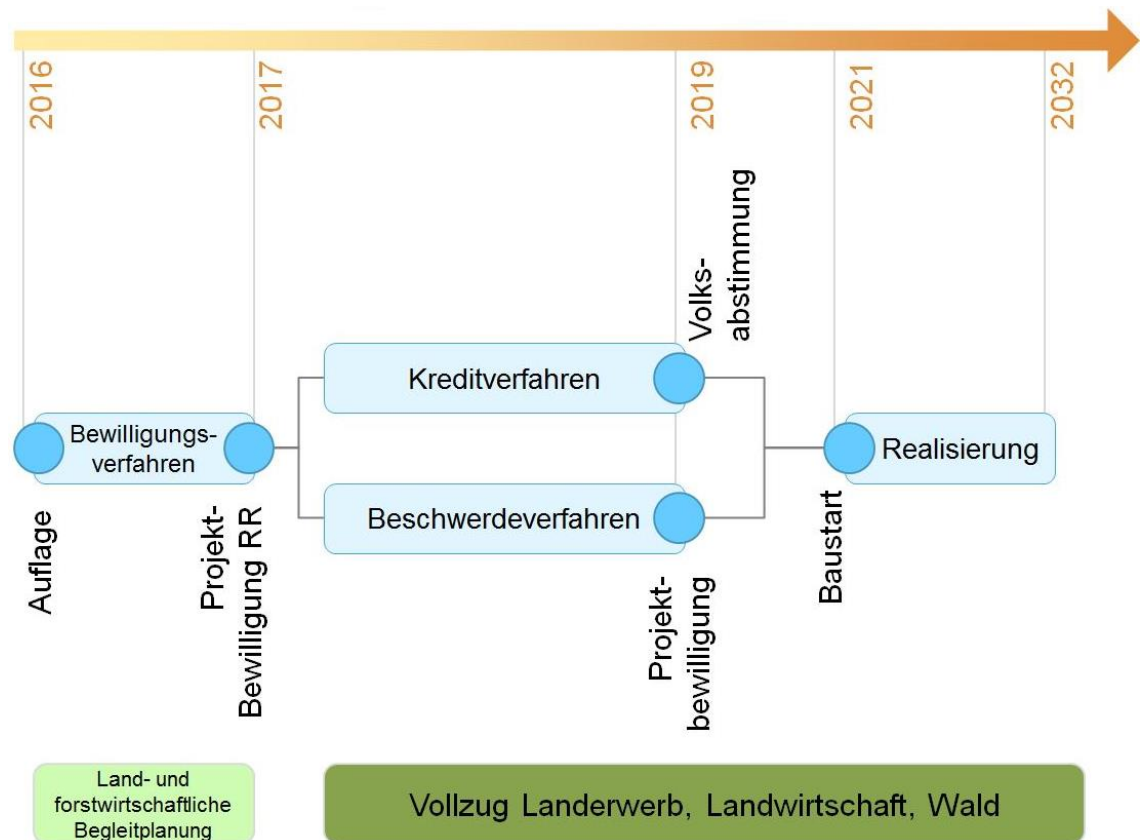 2016
2017
2019
2021
2032
Volks-
abstimmung
Kreditverfahren
Bewilligungs-
verfahren
Realisierung
Beschwerdeverfahren
Auflage
Projekt-
Bewilligung RR
Projekt-
bewilligung
Baustart
Land- und
forstwirtschaftliche
Begleitplanung
Vollzug Landerwerb, Landwirtschaft, Wald